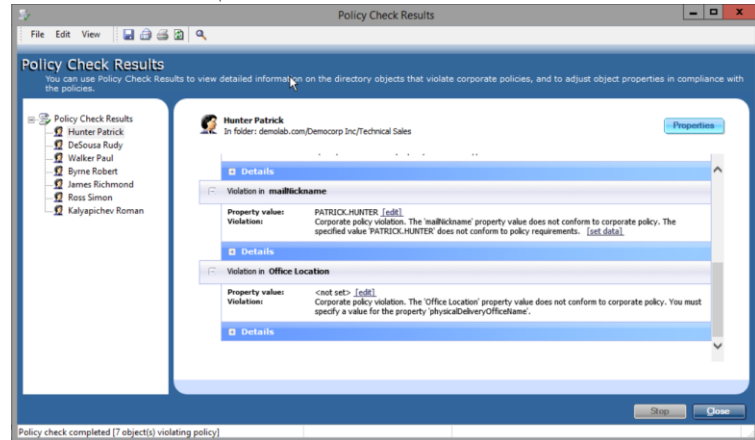 Policy Check Results
File Edit View
Policy Check Results
You can use Policy Check Results to view detailed information on the directory objects that violate corporate policies, and to adjust object properties in compliance with
the policies.
Policy Check Results
Hunter Patrick
DeSousa Rudy
Walker Paul
Byrne Robert
James Richmond
Ross Simon
Kalyapichev Roman
Hunter Patrick
In folder: demolab.com/Democorp Inc/Technical Sales
Properties
Details
Violation in mailNickname
Property value: PATRICK.HUNTER [edit]
Violation: Corporate policy violation. The 'mailNickname' property value does not conform to corporate policy. The
specified value 'PATRICK.HUNTER' does not conform to policy requirements. [set data]
Details
Violation in Office Location
Property value: <not set> [edit]
Violation: Corporate policy violation. The 'Office Location' property value does not conform to corporate policy. You must
specify a value for the property 'physicalDeliveryOfficeName'.
Details
Stop Close
Policy check completed [7 object(s) violating policy]